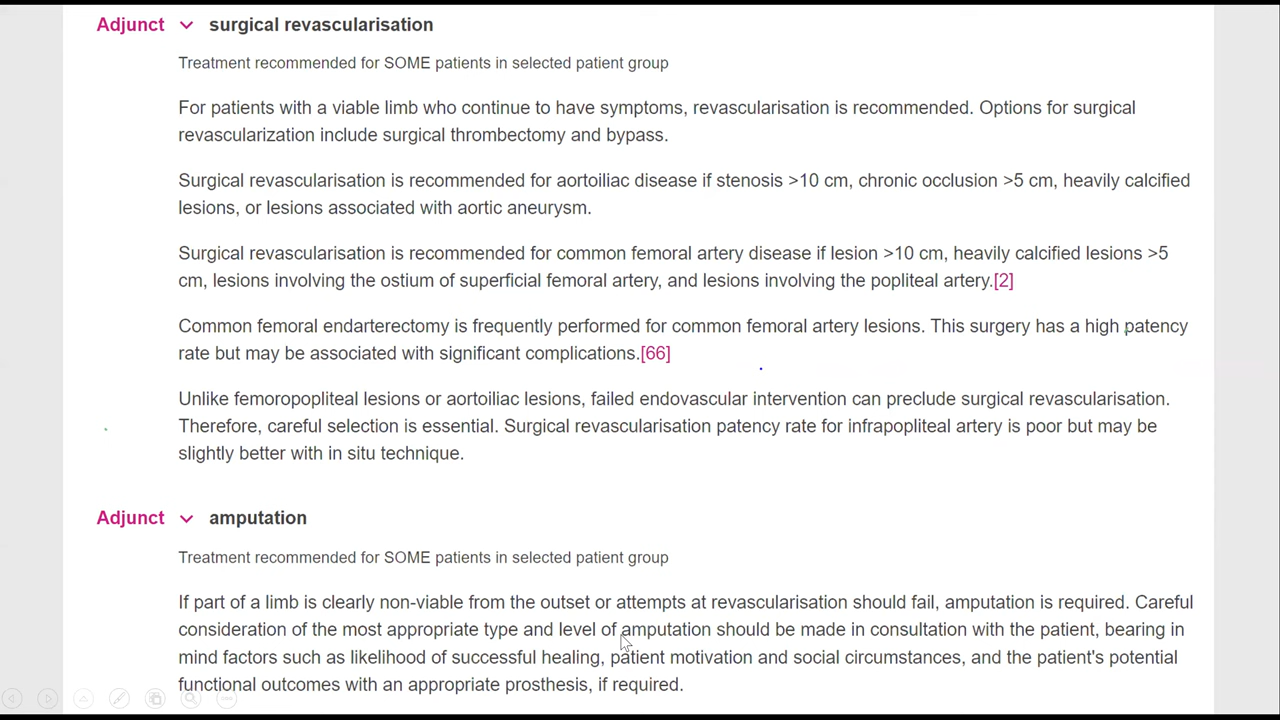 Adjunct surgical revascularisation
Treatment recommended for SOME patients in selected patient group
For patients with a viable limb who continue to have symptoms, revascularisation is recommended. Options for surgical
revascularization include surgical thrombectomy and bypass.
Surgical revascularisation is recommended for aortoiliac disease if stenosis >10 cm, chronic occlusion >5 cm, heavily calcified
lesions, or lesions associated with aortic aneurysm.
Surgical revascularisation is recommended for common femoral artery disease if lesion >10 cm, heavily calcified lesions >5
cm, lesions involving the ostium of superficial femoral artery, and lesions involving the popliteal artery.[2]
Common femoral endarterectomy is frequently performed for common femoral artery lesions. This surgery has a high patency
rate but may be associated with significant complications.[66]
Unlike femoropopliteal lesions or aortoiliac lesions, failed endovascular intervention can preclude surgical revascularisation.
Therefore, careful selection is essential. Surgical revascularisation patency rate for infrapopliteal artery is poor but may be
slightly better with in situ technique.
Adjunct amputation
Treatment recommended for SOME patients in selected patient group
If part of a limb is clearly non-viable from the outset or attempts at revascularisation should fail, amputation is required. Careful
consideration of the most appropriate type and level of amputation should be made in consultation with the patient, bearing in
mind factors such as likelihood of successful healing, patient motivation and social circumstances, and the patient's potential
functional outcomes with an appropriate prosthesis, if required.